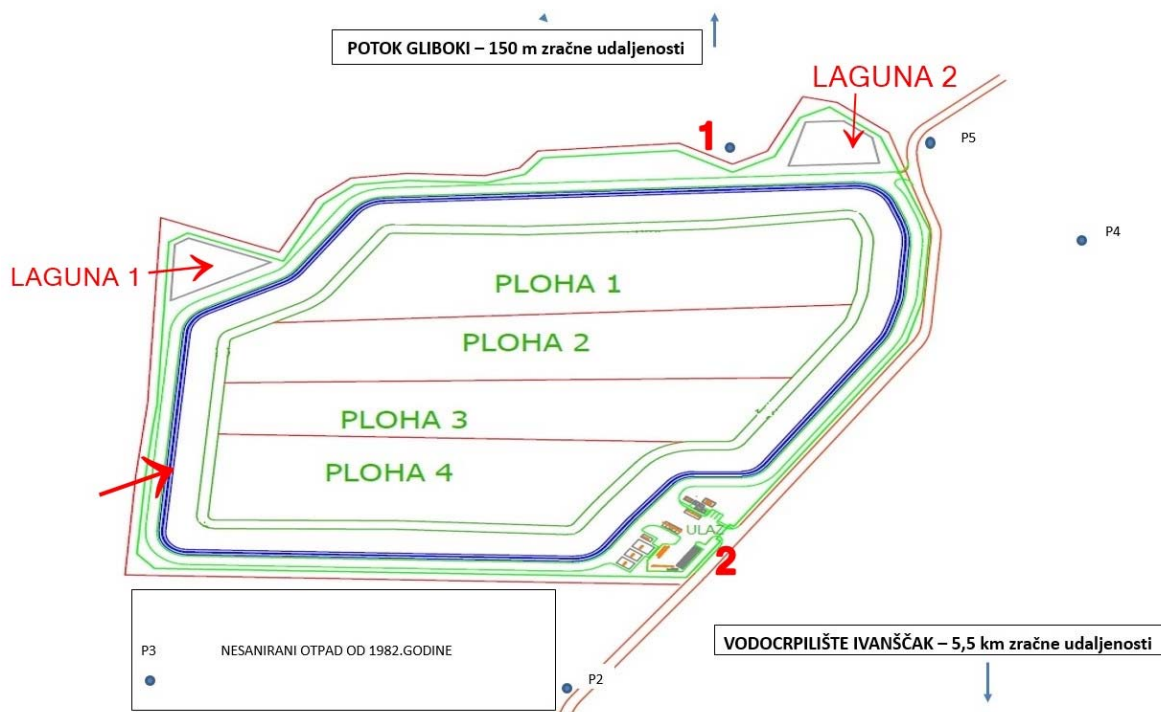 POTOK GLIBOKI – 150 m zračne udaljenosti
LAGUNA 2
1
P5
P4
LAGUNA 1
PLOHA 1
PLOHA 2
PLOHA 3
PLOHA 4
ULAZ
2
P3 NESANIRANI OTPAD OD 1982.GODINE
VODOCRPILIŠTE IVANŠČAK – 5,5 km zračne udaljenosti
P2